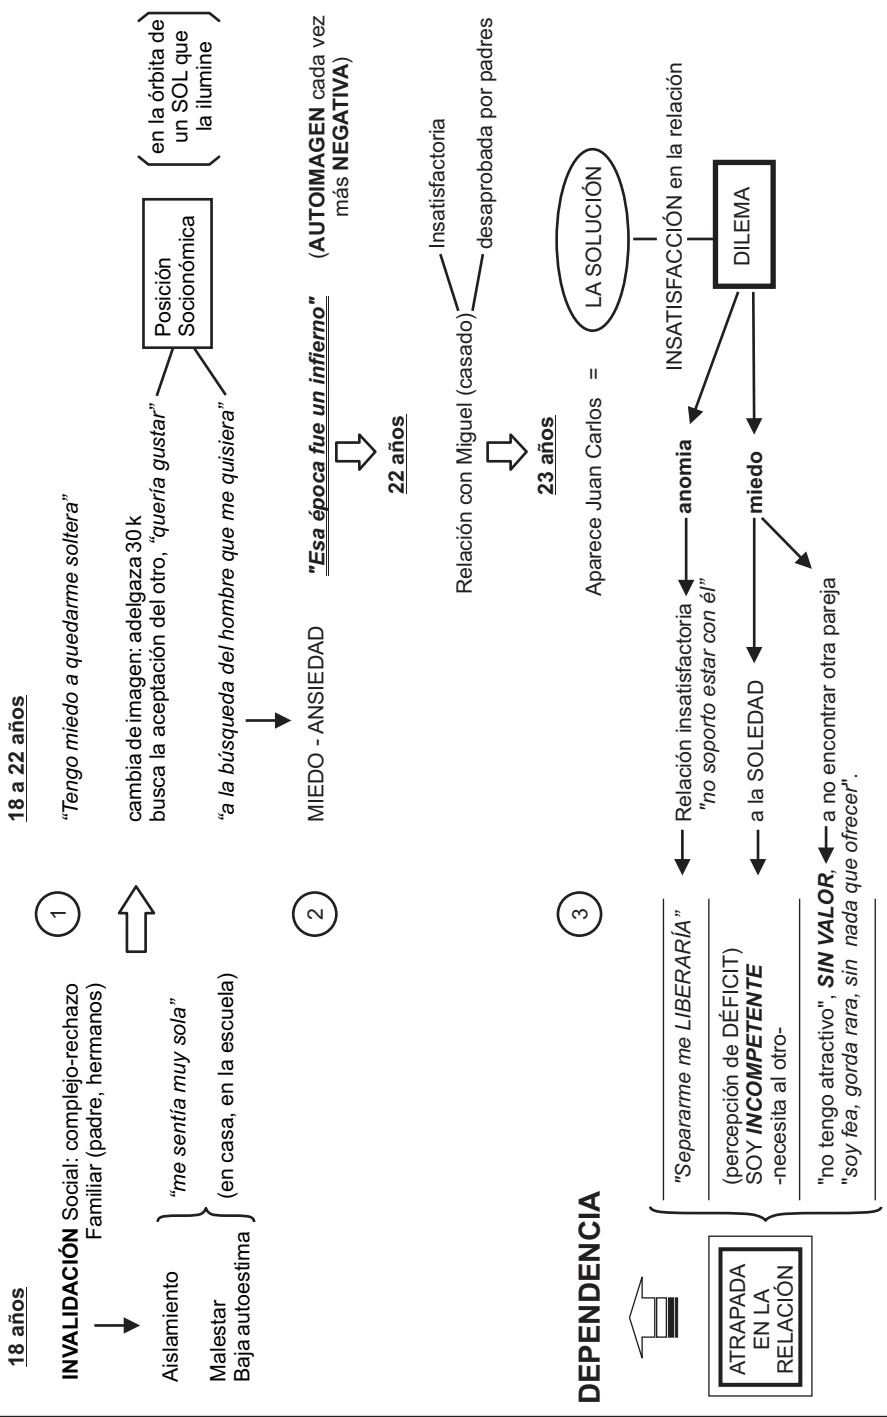 18 años
INVALIDACIÓN Social: complejo-rechazo
Familiar (padre, hermanos)
Aislamiento
Malestar
Baja autoestima
“me sentía muy sola”
(en casa, en la escuela)
1
18 a 22 años
“Tengo miedo a quedarme soltera”
cambia de imagen: adelgaza 30 k
busca la aceptación del otro, “quería gustar”
“a la búsqueda del hombre que me quisiera”
Posición
Socionómica
en la órbita de
un SOL que
la ilumine
2
MIEDO - ANSIEDAD
"Esa época fue un infierno"
(AUTOIMAGEN cada vez
más NEGATIVA)
22 años
Relación con Miguel (casado)
Insatisfactoria
desaprobada por padres
23 años
3
Aparece Juan Carlos =
LA SOLUCIÓN
INSATISFACCIÓN en la relación
DILEMA
anomia
miedo
Relación insatisfactoria
"no soporto estar con él”
a la SOLEDAD
a no encontrar otra pareja
"Separarme me LIBERARÍA”
(percepción de DÉFICIT)
SOY INCOMPETENTE
-necesita al otro-
"no tengo atractivo", SIN VALOR,
"soy fea, gorda rara, sin nada que ofrecer".
DEPENDENCIA
ATRAPADA
EN LA
RELACIÓN